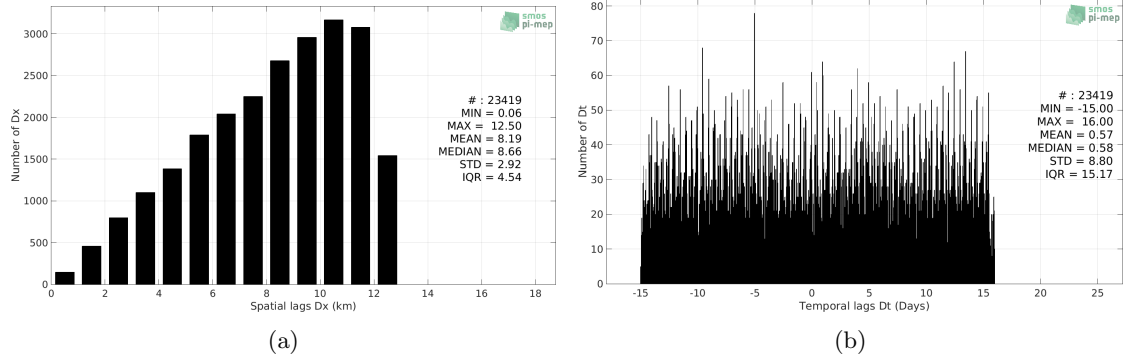 smos
pi-mep
3000
2500
2000
1500
1000
500
0
Number of Dx
# : 23419
MIN = 0.06
MAX = 12.50
MEAN = 8.19
MEDIAN = 8.66
STD = 2.92
IQR = 4.54
0 2 4 6 8 10 12 14 16 18
Spatial lags Dx (km)
(a)
smos
pi-mep
80
70
60
50
40
30
20
10
0
Number of Dt
# : 23419
MIN = -15.00
MAX = 16.00
MEAN = 0.57
MEDIAN = 0.58
STD = 8.80
IQR = 15.17
-15 -10 -5 0 5 10 15 20 25
Temporal lags Dt (Days)
(b)